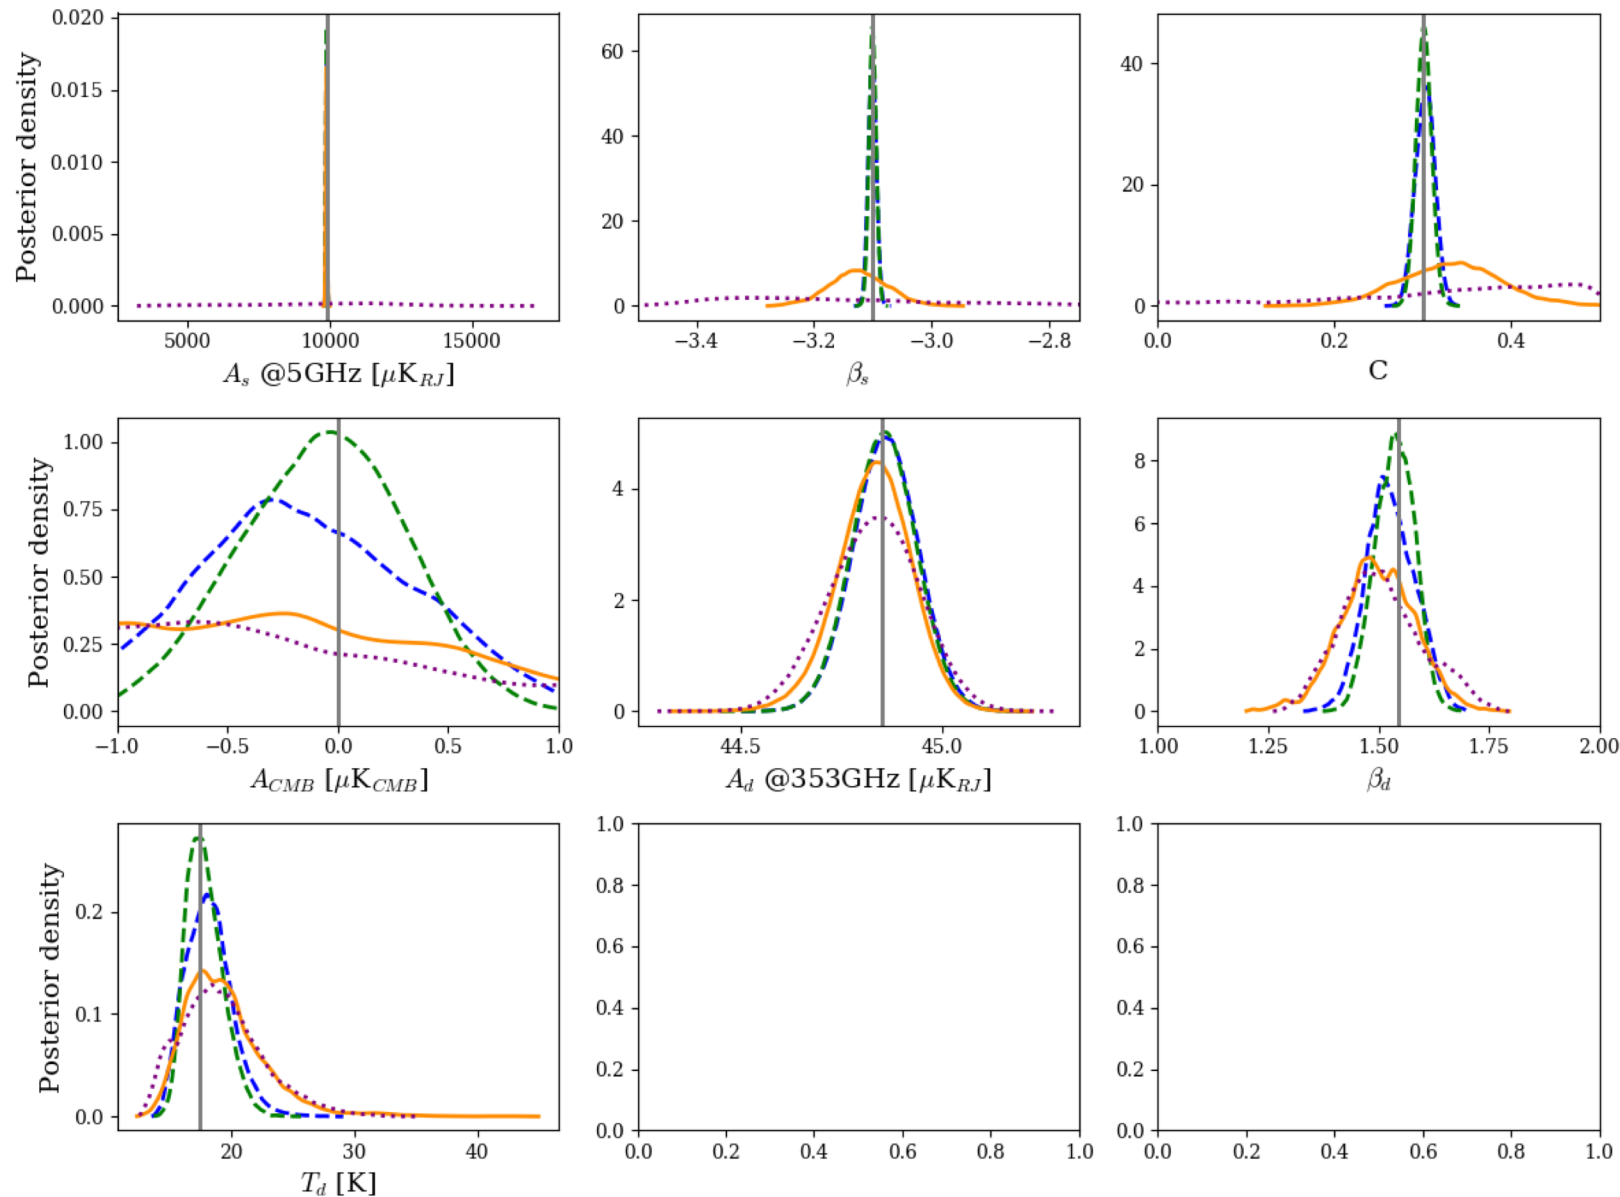 0.020
0.015
0.010
0.005
0.000
Posterior density
5000 10000 15000
A_s @5GHz [μK_RJ]
60
40
20
0
−3.4 −3.2 −3.0 −2.8
β_s
40
20
0
0.0 0.2 0.4
C
1.00
0.75
0.50
0.25
0.00
Posterior density
−1.0 −0.5 0.0 0.5 1.0
A_CMB [μK_CMB]
4
2
0
44.5 45.0
A_d @353GHz [μK_RJ]
8
6
4
2
0
1.00 1.25 1.50 1.75 2.00
β_d
0.2
0.1
0.0
Posterior density
20 30 40
T_d [K]
1.0
0.8
0.6
0.4
0.2
0.0
0.0 0.2 0.4 0.6 0.8 1.0
1.0
0.8
0.6
0.4
0.2
0.0
0.0 0.2 0.4 0.6 0.8 1.0